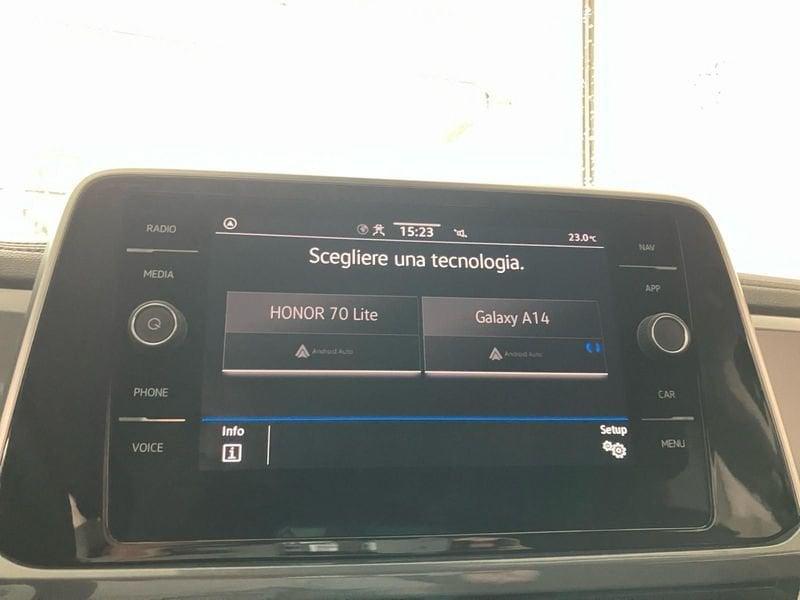 RADIO
MEDIA
PHONE
VOICE
15:23
23.0°C
Scegliere una tecnologia.
HONOR 70 Lite
Android Auto
Galaxy A14
Android Auto
Info
Setup
NAV
APP
CAR
MENU